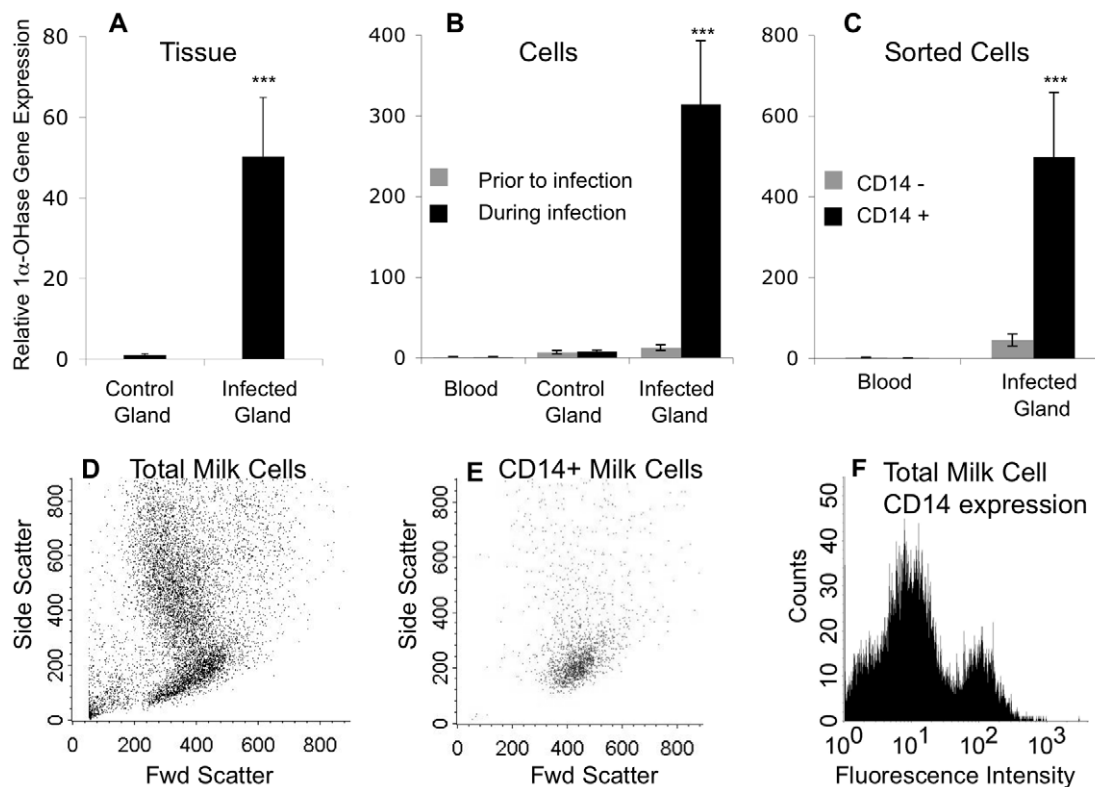 A
Tissue
Relative 1α-OHase Gene Expression
80
60
40
20
0
***
Control
Gland
Infected
Gland
B
Cells
400
300
200
100
0
***
Prior to infection
During infection
Blood
Control
Gland
Infected
Gland
C
Sorted Cells
800
600
400
200
0
***
CD14 -
CD14 +
Blood
Infected
Gland
D Total Milk Cells
Side Scatter
800
600
400
200
0
0 200 400 600 800
Fwd Scatter
E CD14+ Milk Cells
Side Scatter
800
600
400
200
0
0 200 400 600 800
Fwd Scatter
F Total Milk Cell
CD14 expression
Counts
50
40
30
20
10
0
10⁰ 10¹ 10² 10³
Fluorescence Intensity